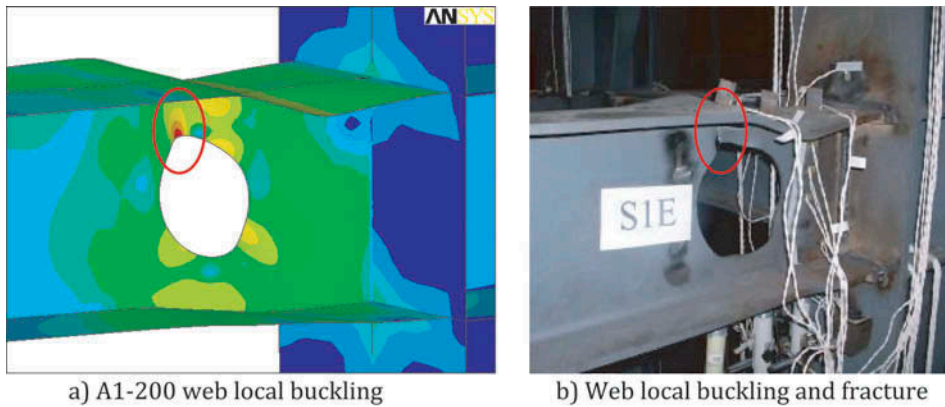 ANSYS
S1E
a) A1-200 web local buckling
b) Web local buckling and fracture